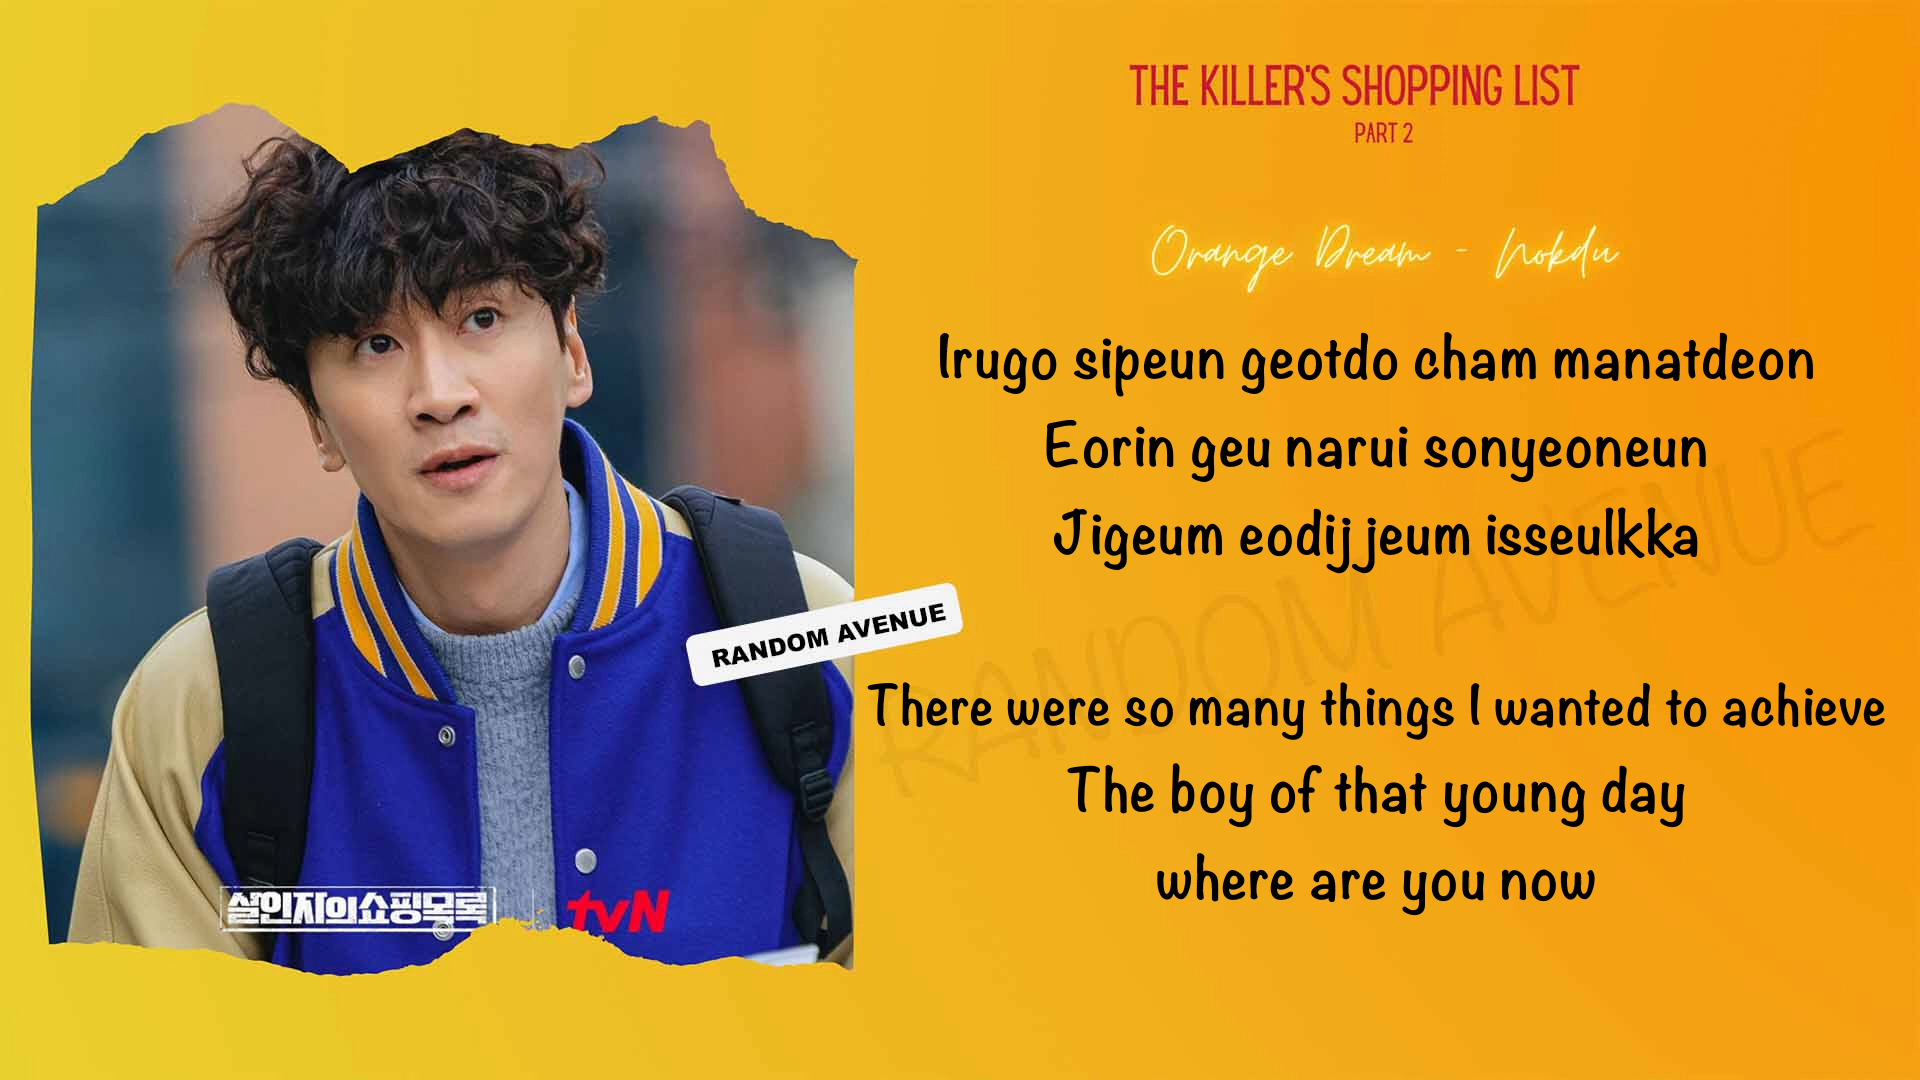 THE KILLER'S SHOPPING LIST
PART 2
Orange Dream - Nokdu
Irugo sipeun geotdo cham manatdeon
Eorin geu narui sonyeoneun
Jigeum eodijjeum isseulkka
RANDOM AVENUE
RANDOM AVENUE
There were so many things I wanted to achieve
The boy of that young day
where are you now
살인자의쇼핑목록
tvN